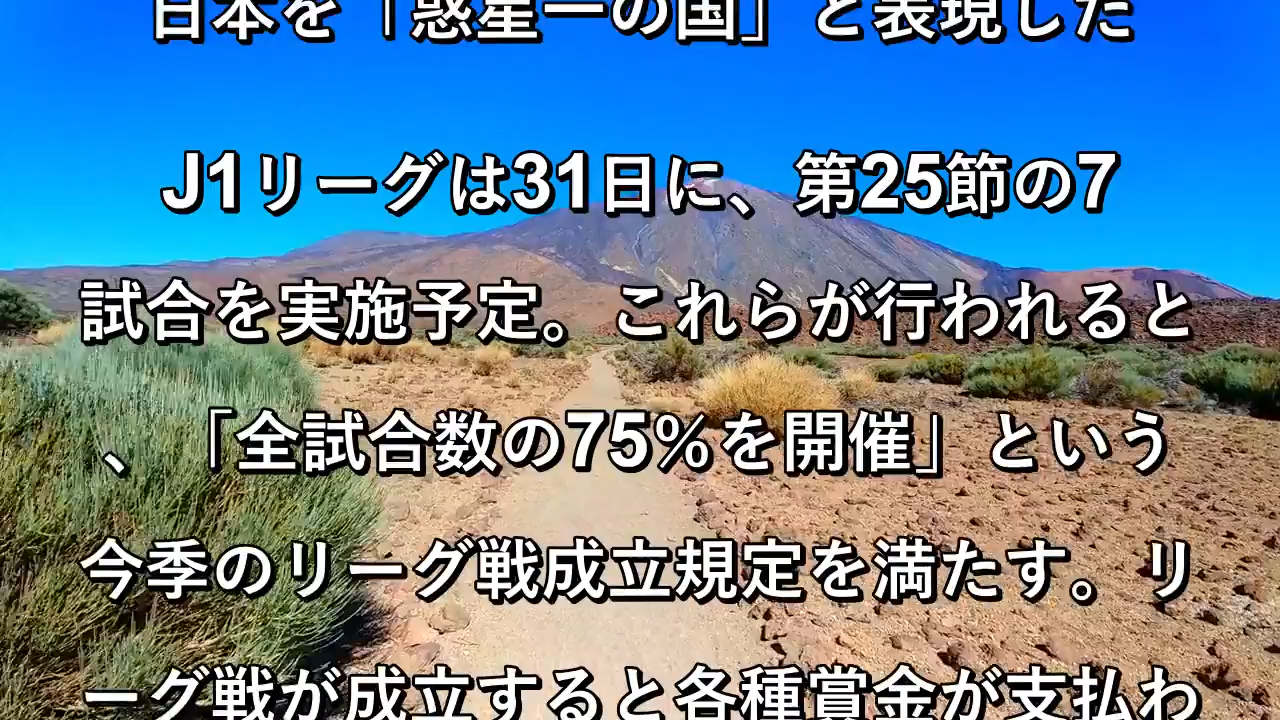 日本を「惑星一の国」と表現した
J1リーグは31日に、第25節の7
試合を実施予定。これらが行われると
、「全試合数の75%を開催」という
今季のリーグ戦成立規定を満たす。リ
ーグ戦が成立すると各種賞金が支払わ